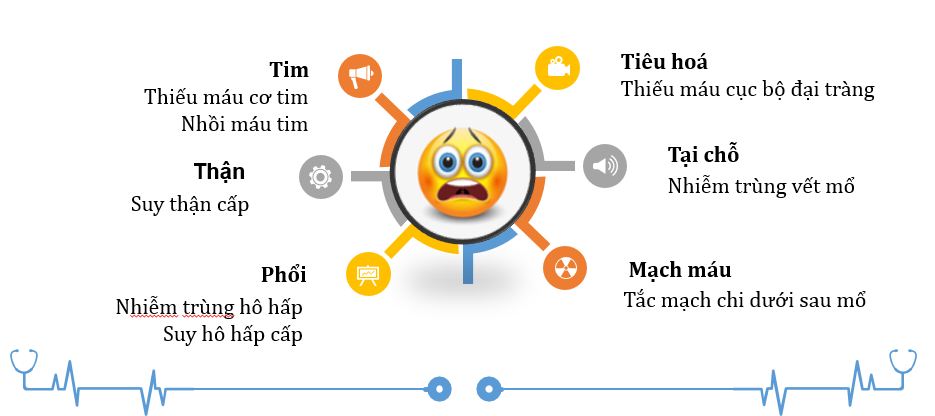 Tim
Thiếu máu cơ tim
Nhồi máu tim
Thận
Suy thận cấp
Phổi
Nhiễm trùng hô hấp
Suy hô hấp cấp
Tiêu hoá
Thiếu máu cục bộ đại tràng
Tại chỗ
Nhiễm trùng vết mổ
Mạch máu
Tắc mạch chi dưới sau mổ